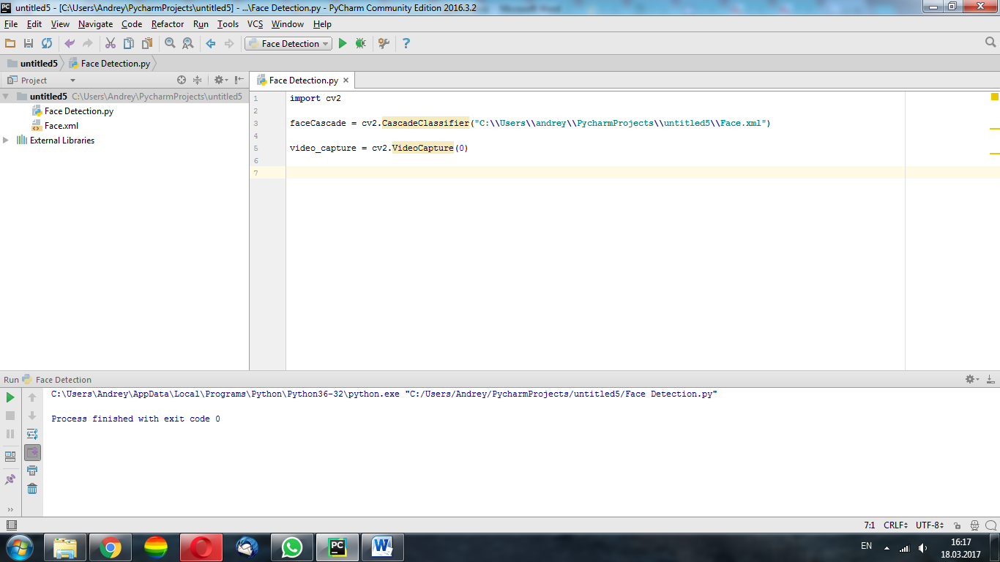 untitled5 - [C:\Users\Andrey\PycharmProjects\untitled5] - ...\Face Detection.py - PyCharm Community Edition 2016.3.2
File Edit View Navigate Code Refactor Run Tools VCS Window Help
Face Detection
untitled5 Face Detection.py
Project
Face Detection.py
untitled5 C:\Users\Andrey\PycharmProjects\untitled5
Face Detection.py
Face.xml
External Libraries
1 import cv2
2
3 faceCascade = cv2.CascadeClassifier("C:\\Users\\andrey\\PycharmProjects\\untitled5\\Face.xml")
4
5 video_capture = cv2.VideoCapture(0)
6
7
Run Face Detection
C:\Users\Andrey\AppData\Local\Programs\Python\Python36-32\python.exe "C:/Users/Andrey/PycharmProjects/untitled5/Face Detection.py"
Process finished with exit code 0
7:1 CRLF UTF-8
EN
16:17
18.03.2017